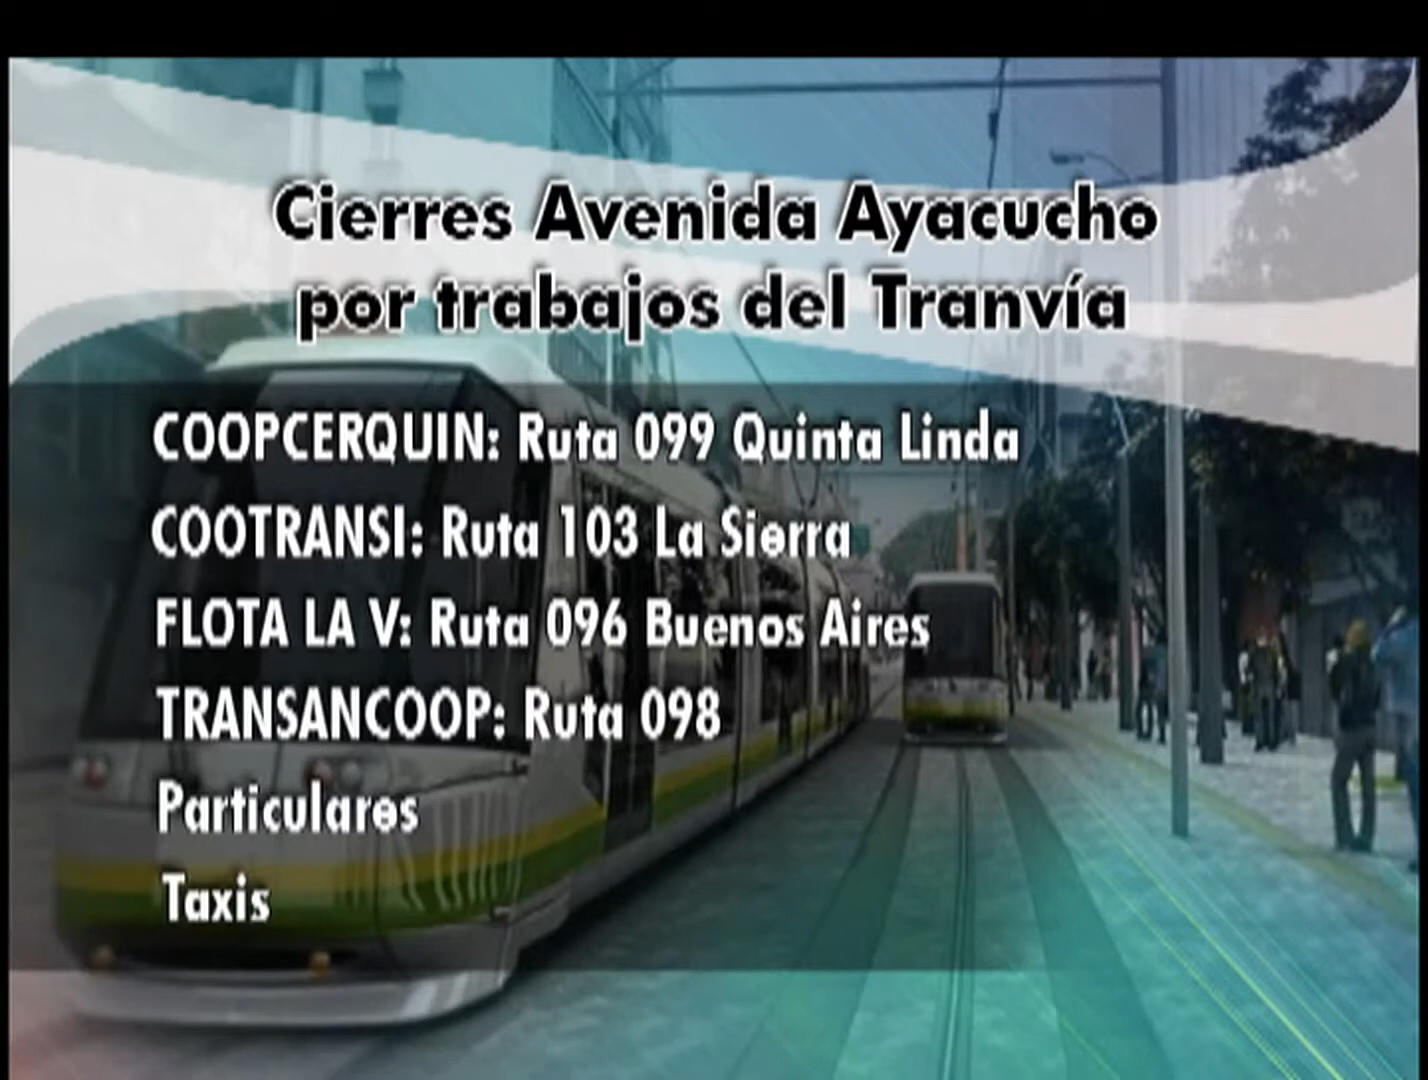 Cierres Avenida Ayacucho
por trabajos del Tranvía
COOPCERQUIN: Ruta 099 Quinta Linda
COOTRANSI: Ruta 103 La Sierra
FLOTA LA V: Ruta 096 Buenos Aires
TRANSANCOOP: Ruta 098
Particulares
Taxis